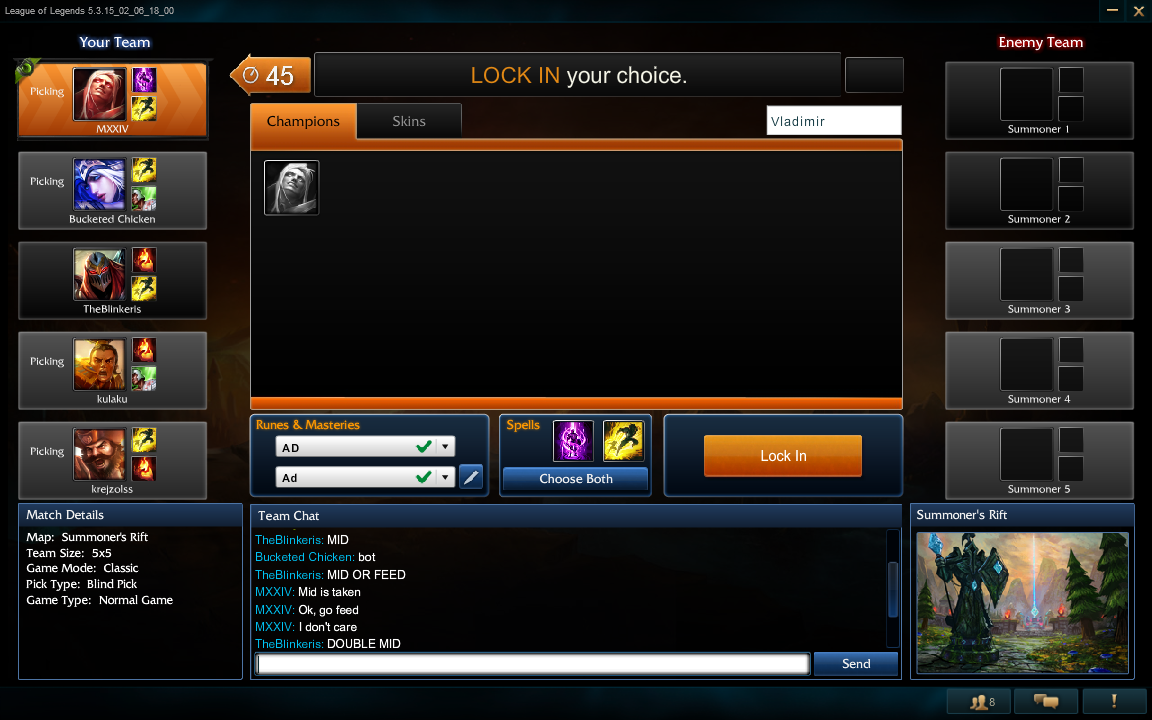 League of Legends 5.3.15_02_06_18_00
Your Team
Enemy Team
45
LOCK IN your choice.
Champions
Skins
Vladimir
Picking
MXXIV
Picking
Bucketed Chicken
TheBlinkeris
Picking
kulaku
Picking
krejzolss
Summoner 1
Summoner 2
Summoner 3
Summoner 4
Summoner 5
Runes & Masteries
AD
Ad
Spells
Choose Both
Lock In
Match Details
Map: Summoner's Rift
Team Size: 5x5
Game Mode: Classic
Pick Type: Blind Pick
Game Type: Normal Game
Team Chat
TheBlinkeris: MID
Bucketed Chicken: bot
TheBlinkeris: MID OR FEED
MXXIV: Mid is taken
MXXIV: Ok, go feed
MXXIV: I don't care
TheBlinkeris: DOUBLE MID
Send
Summoner's Rift
8